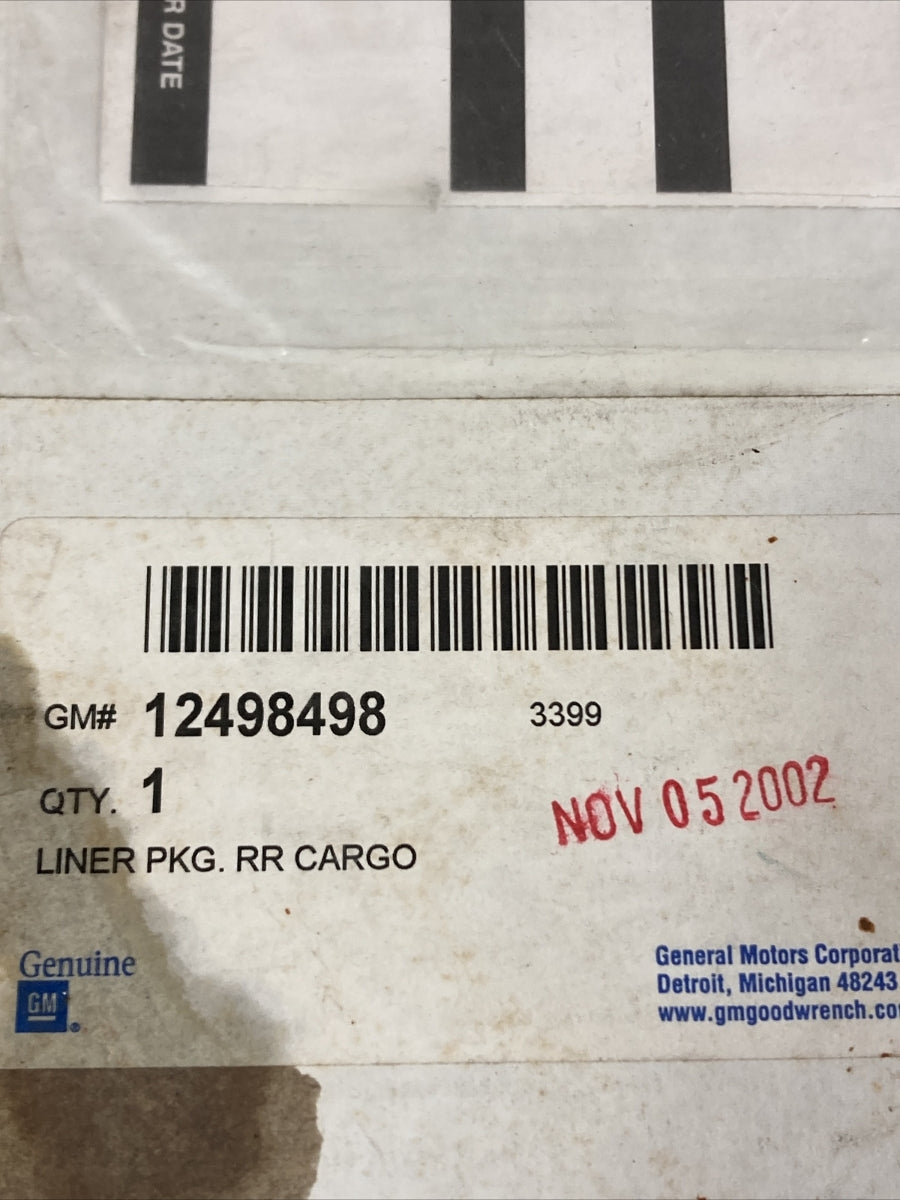 R DATE
GM# 12498498 3399
QTY. 1
NOV 05 2002
LINER PKG. RR CARGO
Genuine
GM
®
General Motors Corporat
Detroit, Michigan 48243
www.gmgoodwrench.co